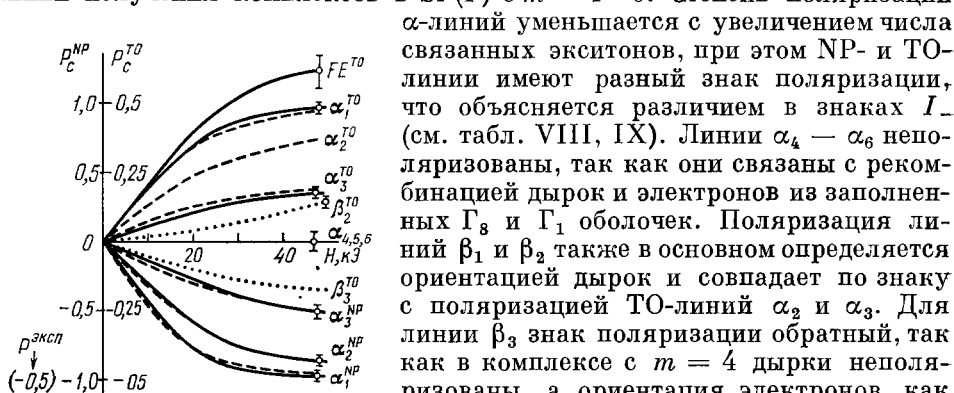 α-линий уменьшается с увеличением числа
связанных экситонов, при этом NP- и TO-
линии имеют разный знак поляризации,
что объясняется различием в знаках I_
(см. табл. VIII, IX). Линии α₄ — α₆ непо-
ляризованы, так как они связаны с реком-
бинацией дырок и электронов из заполнен-
ных Γ₈ и Γ₁ оболочек. Поляризация ли-
ний β₁ и β₂ также в основном определяется
ориентацией дырок и совпадает по знаку
с поляризацией TO-линий α₂ и α₃. Для
линии β₃ знак поляризации обратный, так
как в комплексе с m = 4 дырки неполя-
P_c^NP P_c^TO
FE^TO
1,0 0,5
α₁^TO
α₂^TO
0,5 0,25
α₃^TO
β₂^TO
0 20 40 H, кЭ
α₄,₅,₆
β₃^TO
-0,5 -0,25
α₃^NP
P^эксп
α₂^NP
(-0,5) -1,0 -05
α₁^NP